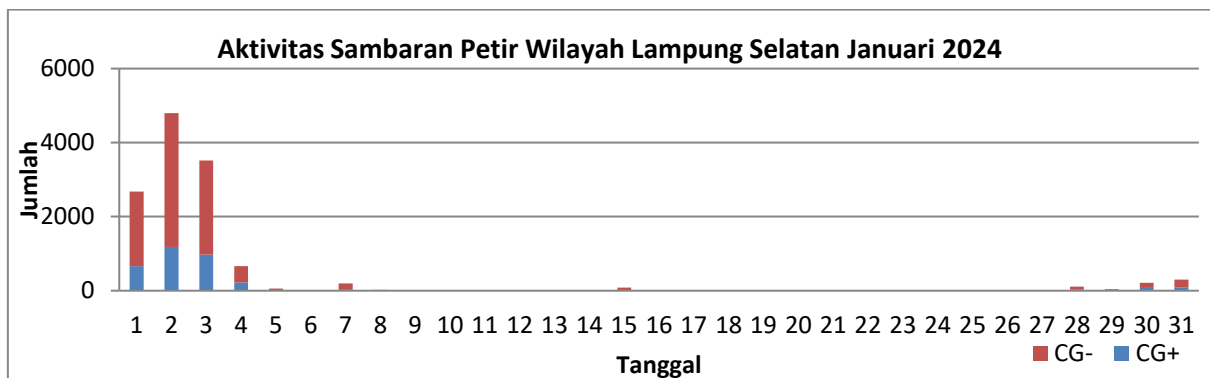 Aktivitas Sambaran Petir Wilayah Lampung Selatan Januari 2024
6000
4000
2000
0
Jumlah
1 2 3 4 5 6 7 8 9 10 11 12 13 14 15 16 17 18 19 20 21 22 23 24 25 26 27 28 29 30 31
Tanggal
CG- CG+